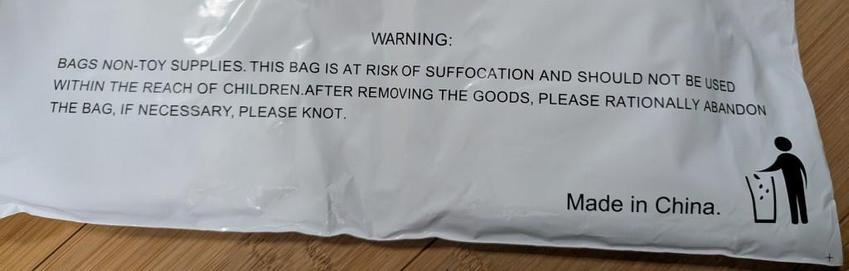 WARNING:
BAGS NON-TOY SUPPLIES. THIS BAG IS AT RISK OF SUFFOCATION AND SHOULD NOT BE USED
WITHIN THE REACH OF CHILDREN.AFTER REMOVING THE GOODS, PLEASE RATIONALLY ABANDON
THE BAG, IF NECESSARY, PLEASE KNOT.
Made in China.